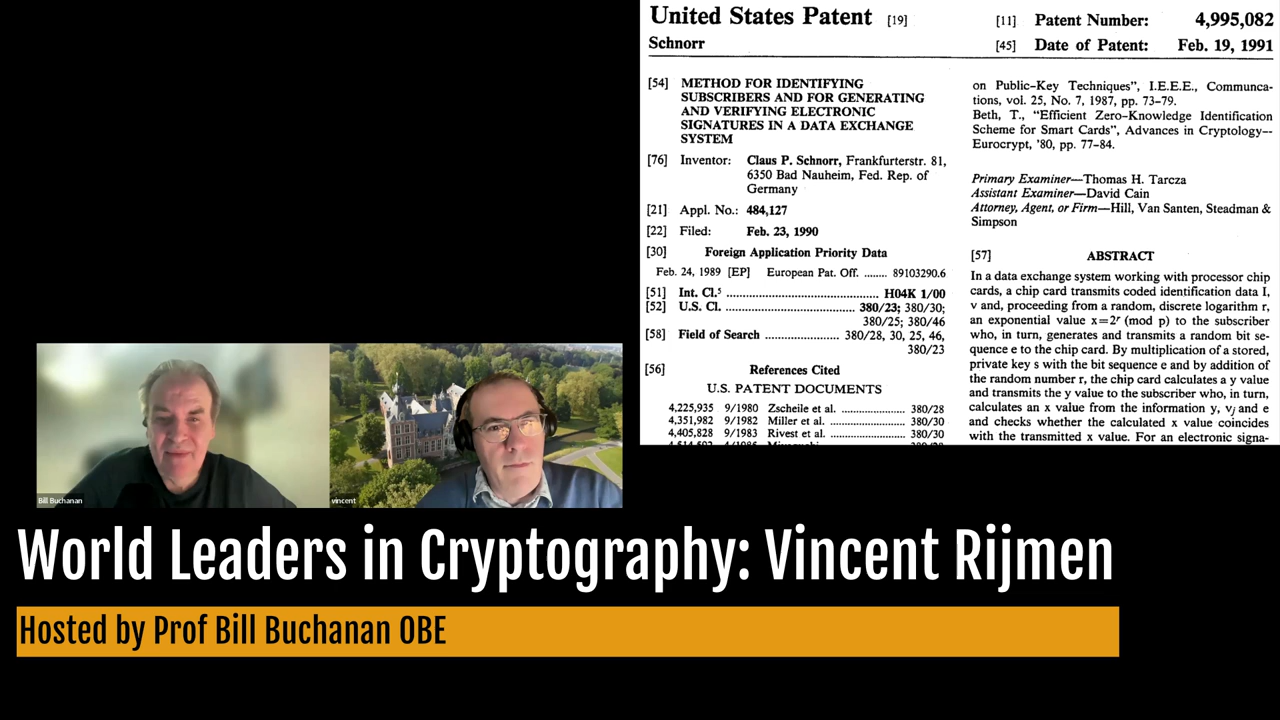 United States Patent [19]
Schnorr
[11] Patent Number: 4,995,082
[45] Date of Patent: Feb. 19, 1991
[54] METHOD FOR IDENTIFYING
SUBSCRIBERS AND FOR GENERATING
AND VERIFYING ELECTRONIC
SIGNATURES IN A DATA EXCHANGE
SYSTEM
[76] Inventor: Claus P. Schnorr, Frankfurterstr. 81,
6350 Bad Nauheim, Fed. Rep. of
Germany
[21] Appl. No.: 484,127
[22] Filed: Feb. 23, 1990
[30] Foreign Application Priority Data
Feb. 24, 1989 [EP] European Pat. Off. ........ 89103290.6
[51] Int. Cl.⁵ ............................................. H04K 1/00
[52] U.S. Cl. ........................................ 380/23; 380/30;
380/25; 380/46
[58] Field of Search ................... 380/28, 30, 25, 46,
380/23
[56] References Cited
U.S. PATENT DOCUMENTS
4,225,935 9/1980 Zscheile et al. ...................... 380/28
4,351,982 9/1982 Miller et al. .......................... 380/30
4,405,828 9/1983 Rivest et al. .......................... 380/30
on Public-Key Techniques", I.E.E.E., Communca-
tions, vol. 25, No. 7, 1987, pp. 73-79.
Beth, T., "Efficient Zero-Knowledge Identification
Scheme for Smart Cards", Advances in Cryptology--
Eurocrypt, '80, pp. 77-84.
Primary Examiner—Thomas H. Tarcza
Assistant Examiner—David Cain
Attorney, Agent, or Firm—Hill, Van Santen, Steadman &
Simpson
[57] ABSTRACT
In a data exchange system working with processor chip
cards, a chip card transmits coded identification data I,
v and, proceeding from a random, discrete logarithm r,
an exponential value x=2ʳ (mod p) to the subscriber
who, in turn, generates and transmits a random bit se-
quence e to the chip card. By multiplication of a stored,
private key s with the bit sequence e and by addition of
the random number r, the chip card calculates a y value
and transmits the y value to the subscriber who, in turn,
calculates an x value from the information y, vj and e
and checks whether the calculated x value coincides
with the transmitted x value. For an electronic signa-
Bill Buchanan
vincent
World Leaders in Cryptography: Vincent Rijmen
Hosted by Prof Bill Buchanan OBE